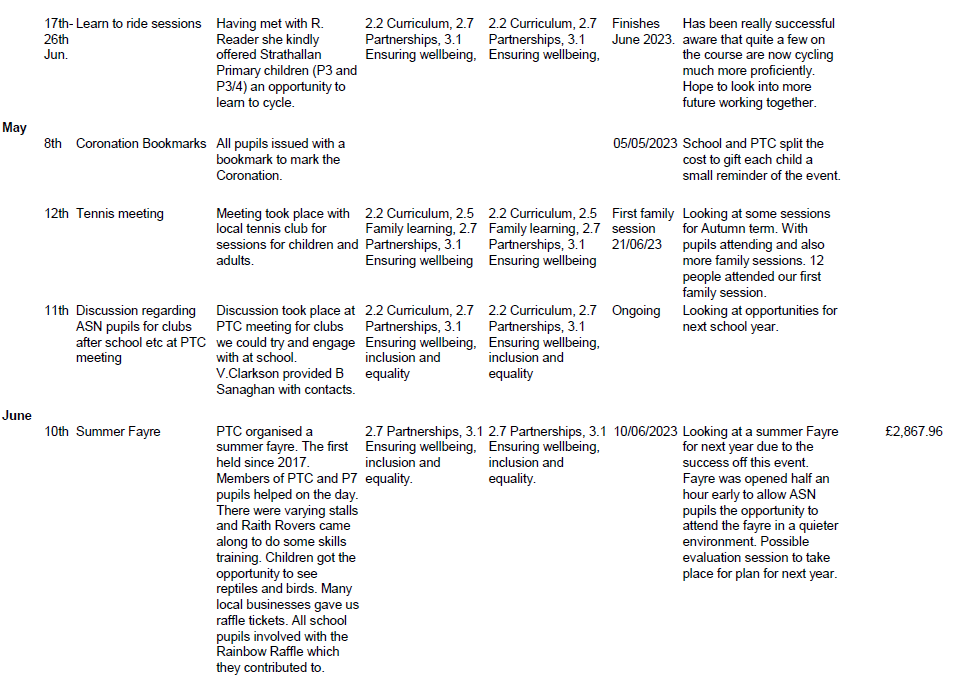 17th- Learn to ride sessions
26th
Jun.
Having met with R.
Reader she kindly
offered Strathallan
Primary children (P3 and
P3/4) an opportunity to
learn to cycle.
2.2 Curriculum, 2.7
Partnerships, 3.1
Ensuring wellbeing,
2.2 Curriculum, 2.7
Partnerships, 3.1
Ensuring wellbeing,
Finishes
June 2023.
Has been really successful
aware that quite a few on
the course are now cycling
much more proficiently.
Hope to look into more
future working together.
May
8th Coronation Bookmarks
All pupils issued with a
bookmark to mark the
Coronation.
05/05/2023
School and PTC split the
cost to gift each child a
small reminder of the event.
12th Tennis meeting
Meeting took place with
local tennis club for
sessions for children and
adults.
2.2 Curriculum, 2.5
Family learning, 2.7
Partnerships, 3.1
Ensuring wellbeing
2.2 Curriculum, 2.5
Family learning, 2.7
Partnerships, 3.1
Ensuring wellbeing
First family
session
21/06/23
Looking at some sessions
for Autumn term. With
pupils attending and also
more family sessions. 12
people attended our first
family session.
11th Discussion regarding
ASN pupils for clubs
after school etc at PTC
meeting
Discussion took place at
PTC meeting for clubs
we could try and engage
with at school.
V.Clarkson provided B
Sanaghan with contacts.
2.2 Curriculum, 2.7
Partnerships, 3.1
Ensuring wellbeing,
inclusion and
equality
2.2 Curriculum, 2.7
Partnerships, 3.1
Ensuring wellbeing,
inclusion and
equality
Ongoing
Looking at opportunities for
next school year.
June
10th Summer Fayre
PTC organised a
summer fayre. The first
held since 2017.
Members of PTC and P7
pupils helped on the day.
There were varying stalls
and Raith Rovers came
along to do some skills
training. Children got the
opportunity to see
reptiles and birds. Many
local businesses gave us
raffle tickets. All school
pupils involved with the
Rainbow Raffle which
they contributed to.
2.7 Partnerships, 3.1
Ensuring wellbeing,
inclusion and
equality.
2.7 Partnerships, 3.1
Ensuring wellbeing,
inclusion and
equality.
10/06/2023
Looking at a summer Fayre
for next year due to the
success off this event.
Fayre was opened half an
hour early to allow ASN
pupils the opportunity to
attend the fayre in a quieter
environment. Possible
evaluation session to take
place for plan for next year.
£2,867.96